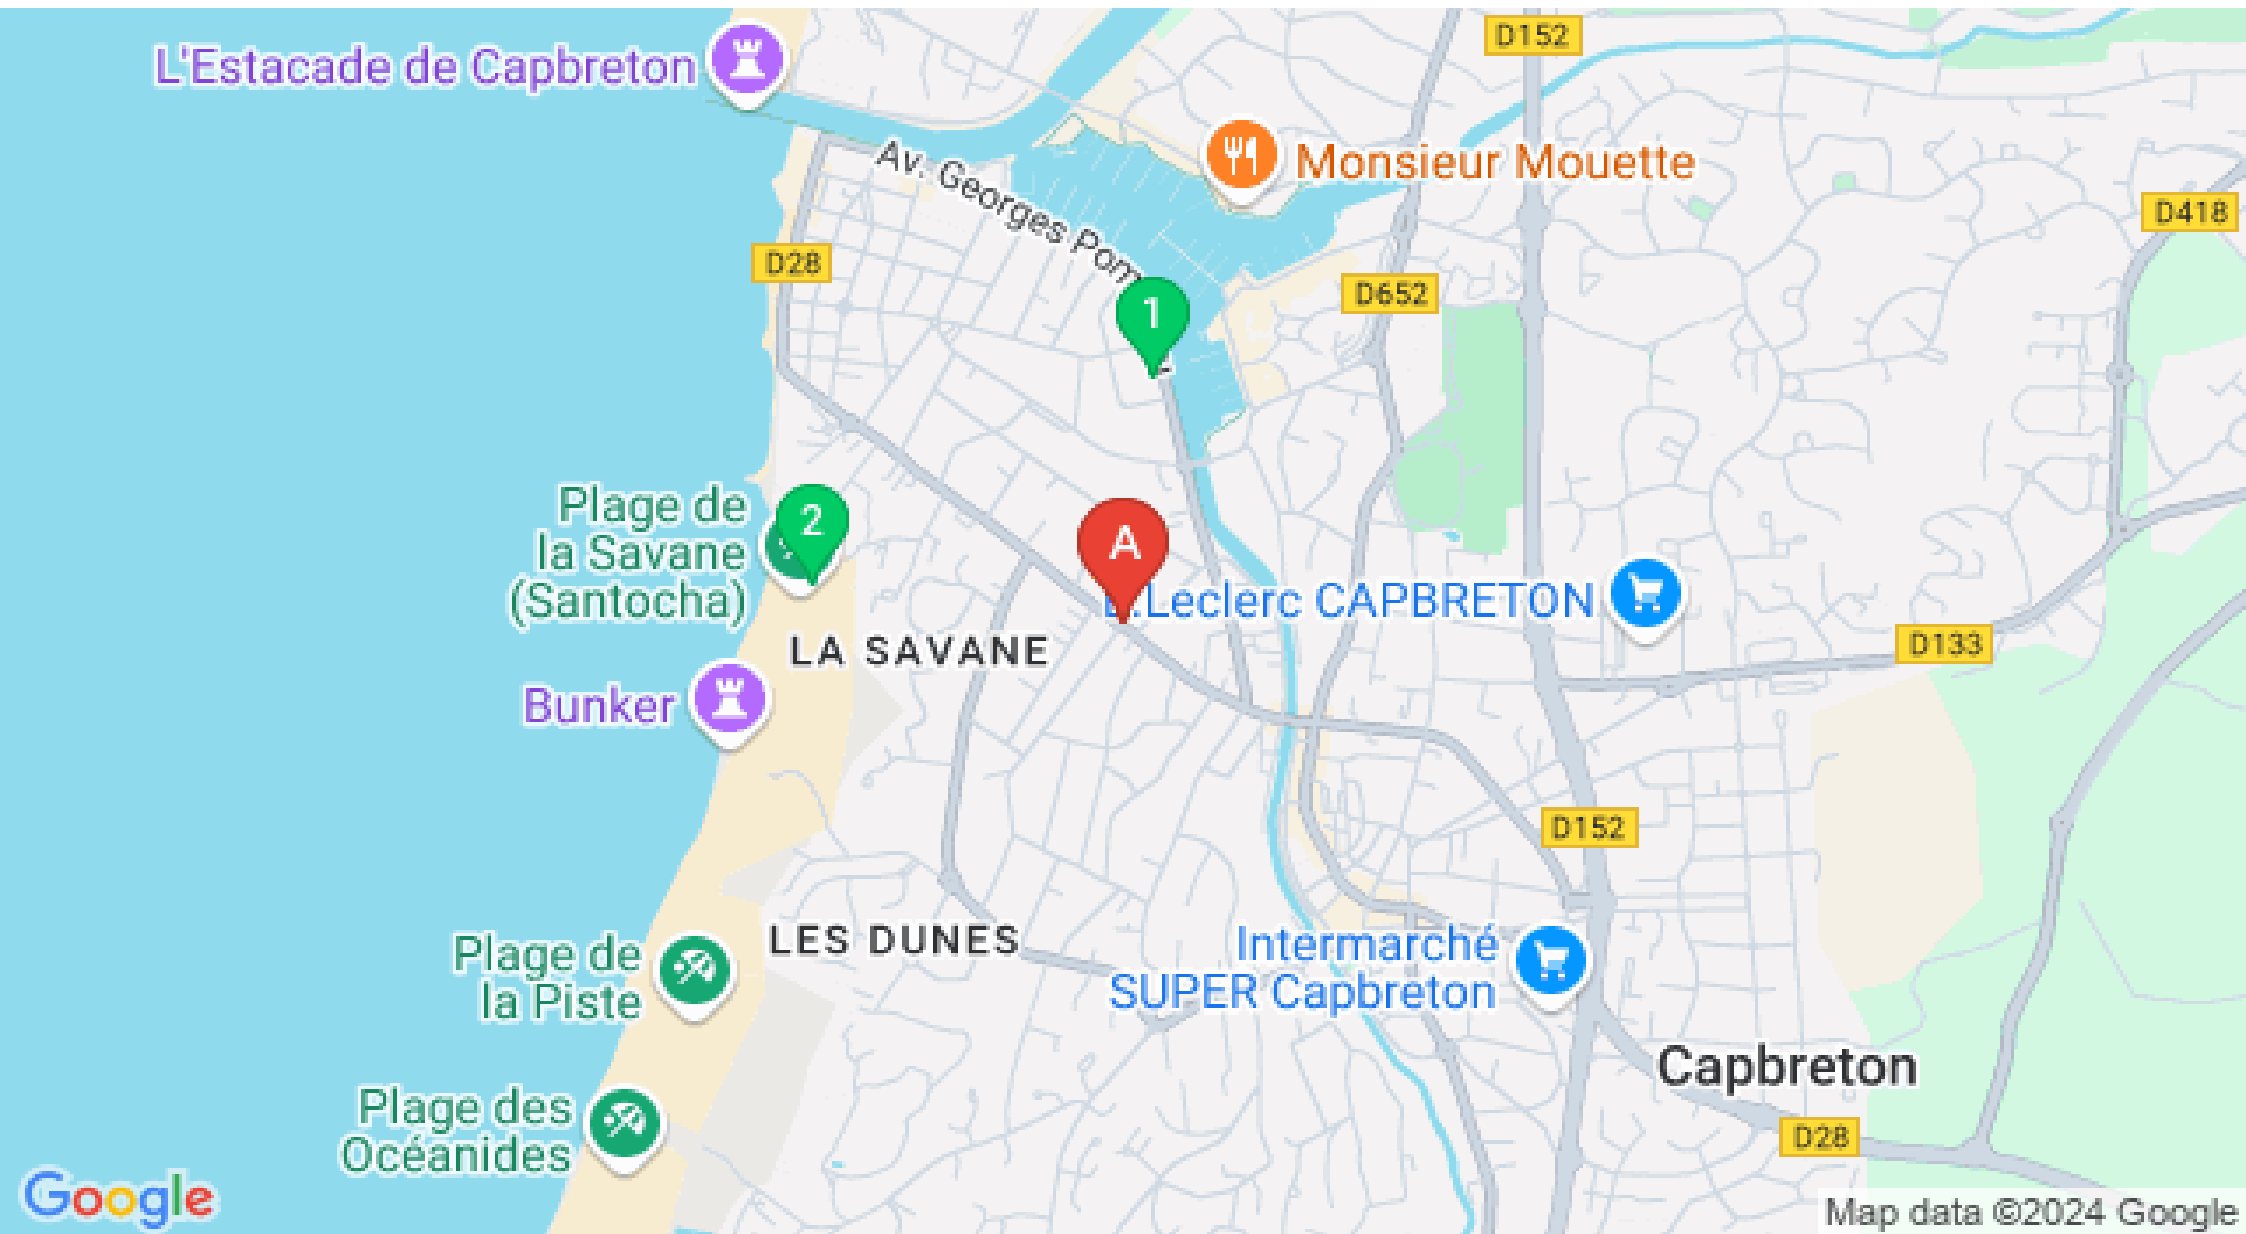 D152
L'Estacade de Capbreton
Monsieur Mouette
Av. Georges Pom
D418
D28
D652
1
Plage de
la Savane
(Santocha)
2
A
.Leclerc CAPBRETON
LA SAVANE
D133
Bunker
D152
LES DUNES
Plage de
la Piste
Intermarché
SUPER Capbreton
Capbreton
Plage des
Océanides
D28
Google
Map data ©2024 Google